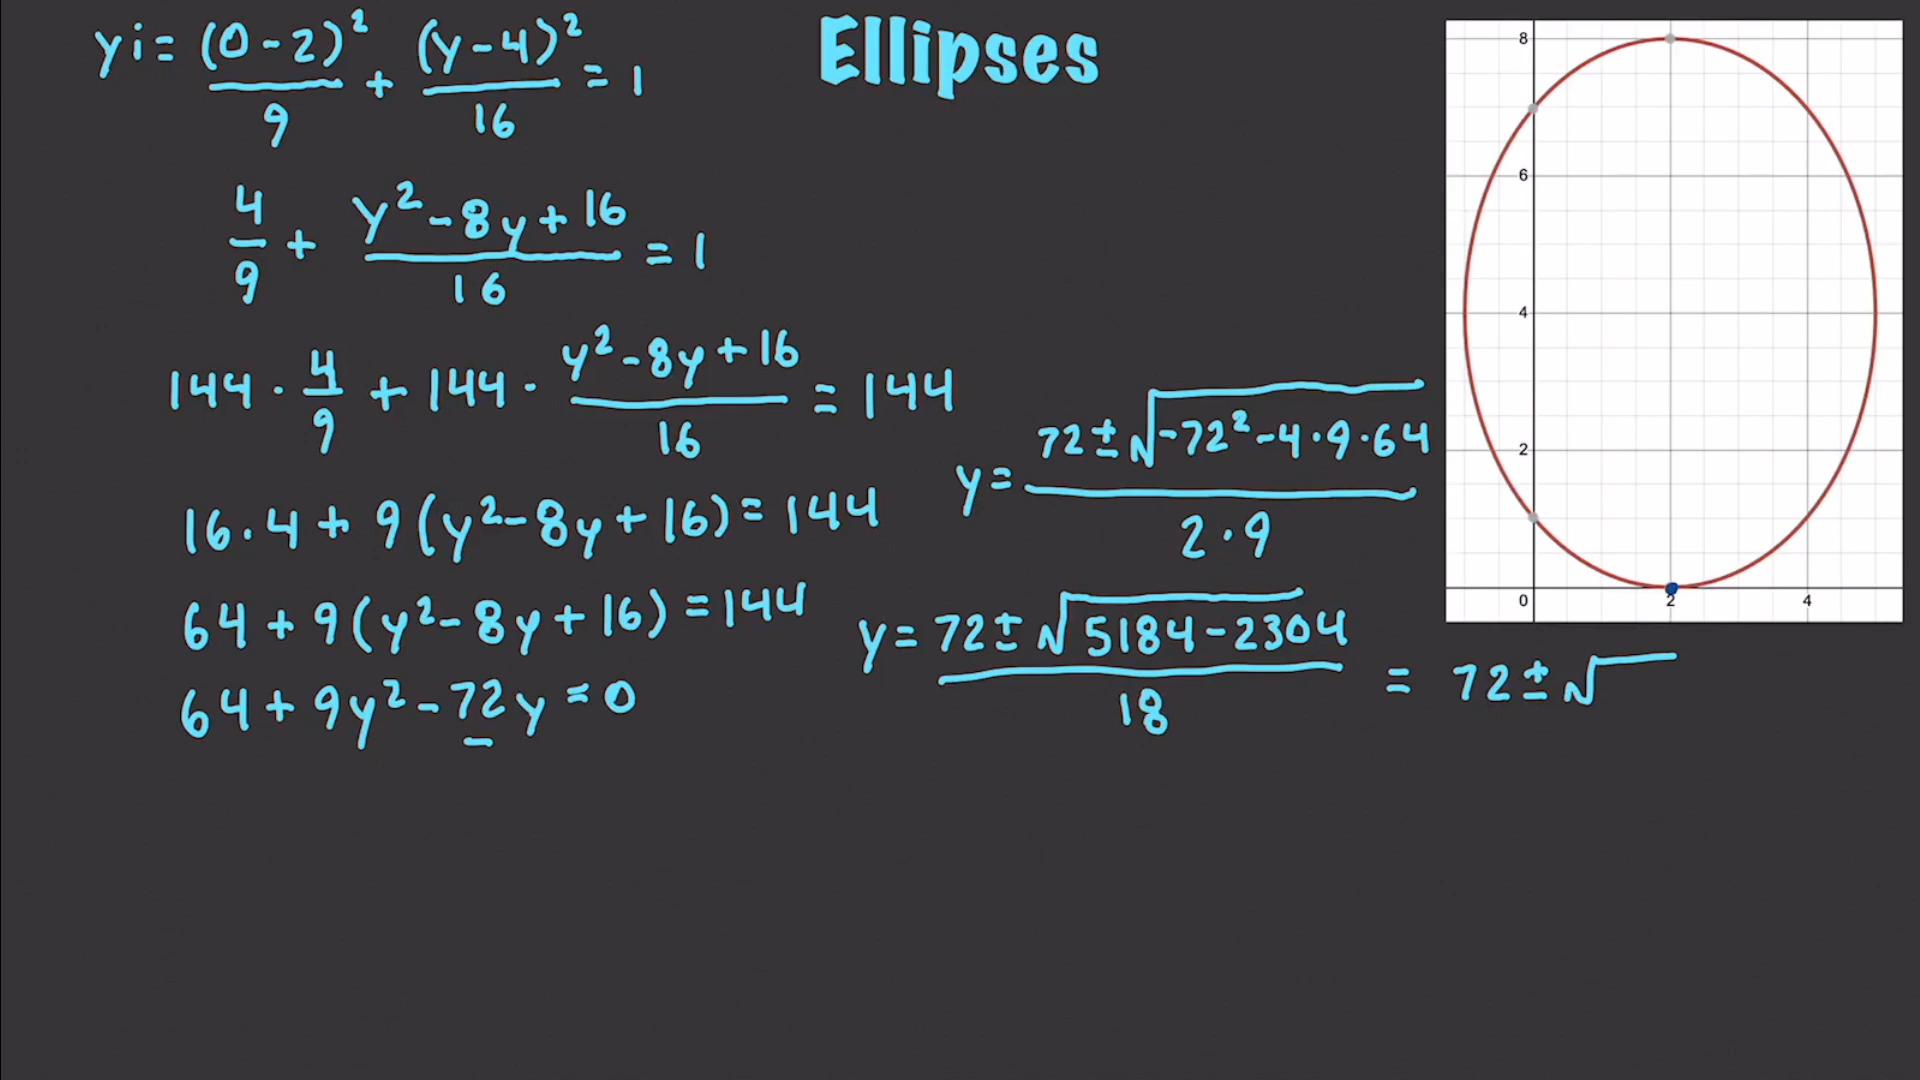 Ellipses
yi = (0-2)²/9 + (y-4)²/16 = 1
4/9 + y²-8y+16/16 = 1
144 · 4/9 + 144 · y²-8y+16/16 = 144
16·4 + 9(y²-8y+16) = 144
64 + 9(y²-8y+16) = 144
64 + 9y² - 72y = 0
y = 72 ± √-72²-4·9·64 / 2·9
y = 72 ± √5184-2304 / 18 = 72 ± √
8
6
4
2
0 2 4